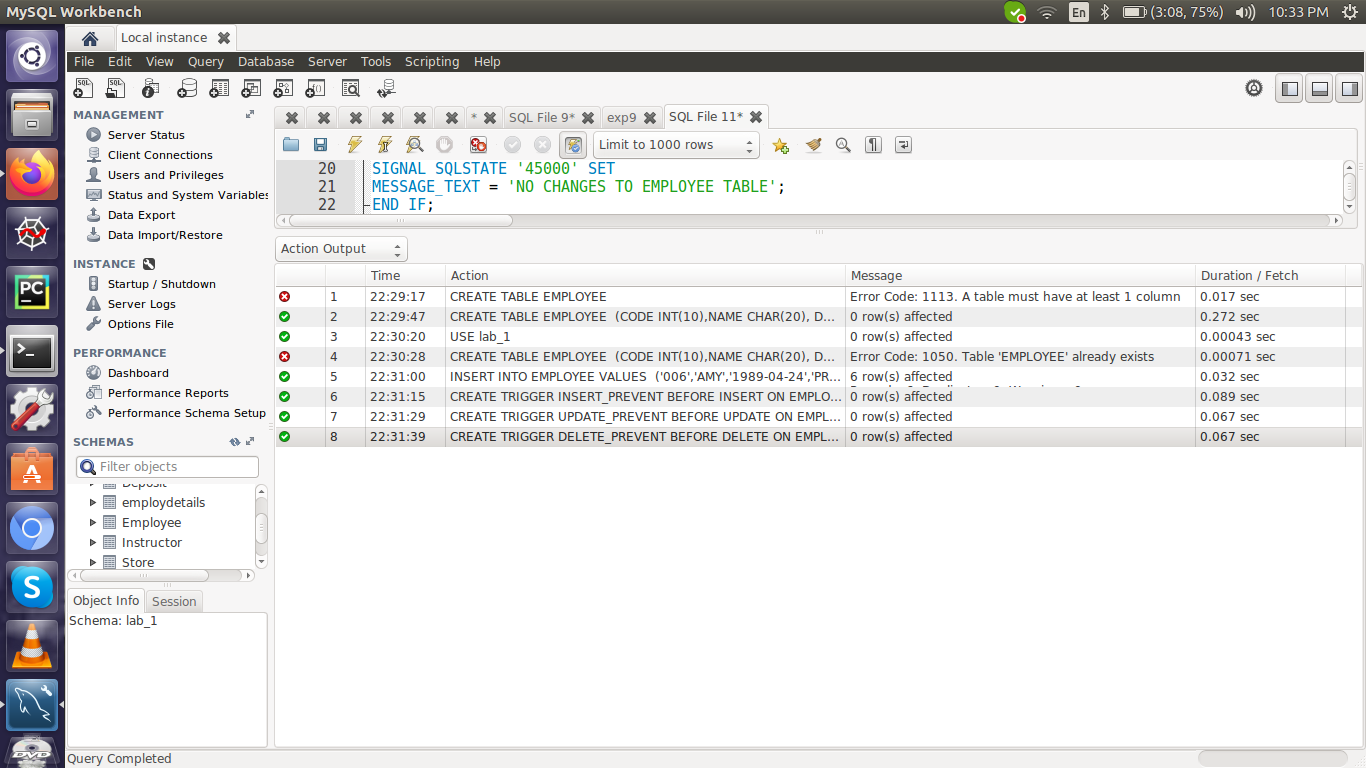 MySQL Workbench
En
(3:08, 75%)
10:33 PM
Local instance
File Edit View Query Database Server Tools Scripting Help
MANAGEMENT
Server Status
Client Connections
Users and Privileges
Status and System Variables
Data Export
Data Import/Restore
INSTANCE
Startup / Shutdown
Server Logs
Options File
PERFORMANCE
Dashboard
Performance Reports
Performance Schema Setup
SCHEMAS
Filter objects
Deposit
employdetails
Employee
Instructor
Store
Object Info Session
Schema: lab_1
* SQL File 9* exp9 SQL File 11*
Limit to 1000 rows
20 SIGNAL SQLSTATE '45000' SET
21 MESSAGE_TEXT = 'NO CHANGES TO EMPLOYEE TABLE';
22 END IF;
Action Output
Time Action Message Duration / Fetch
1 22:29:17 CREATE TABLE EMPLOYEE Error Code: 1113. A table must have at least 1 column 0.017 sec
2 22:29:47 CREATE TABLE EMPLOYEE (CODE INT(10),NAME CHAR(20), D... 0 row(s) affected 0.272 sec
3 22:30:20 USE lab_1 0 row(s) affected 0.00043 sec
4 22:30:28 CREATE TABLE EMPLOYEE (CODE INT(10),NAME CHAR(20), D... Error Code: 1050. Table 'EMPLOYEE' already exists 0.00071 sec
5 22:31:00 INSERT INTO EMPLOYEE VALUES ('006','AMY','1989-04-24','PR... 6 row(s) affected 0.032 sec
6 22:31:15 CREATE TRIGGER INSERT_PREVENT BEFORE INSERT ON EMPLO... 0 row(s) affected 0.089 sec
7 22:31:29 CREATE TRIGGER UPDATE_PREVENT BEFORE UPDATE ON EMPL... 0 row(s) affected 0.067 sec
8 22:31:39 CREATE TRIGGER DELETE_PREVENT BEFORE DELETE ON EMPL... 0 row(s) affected 0.067 sec
Query Completed